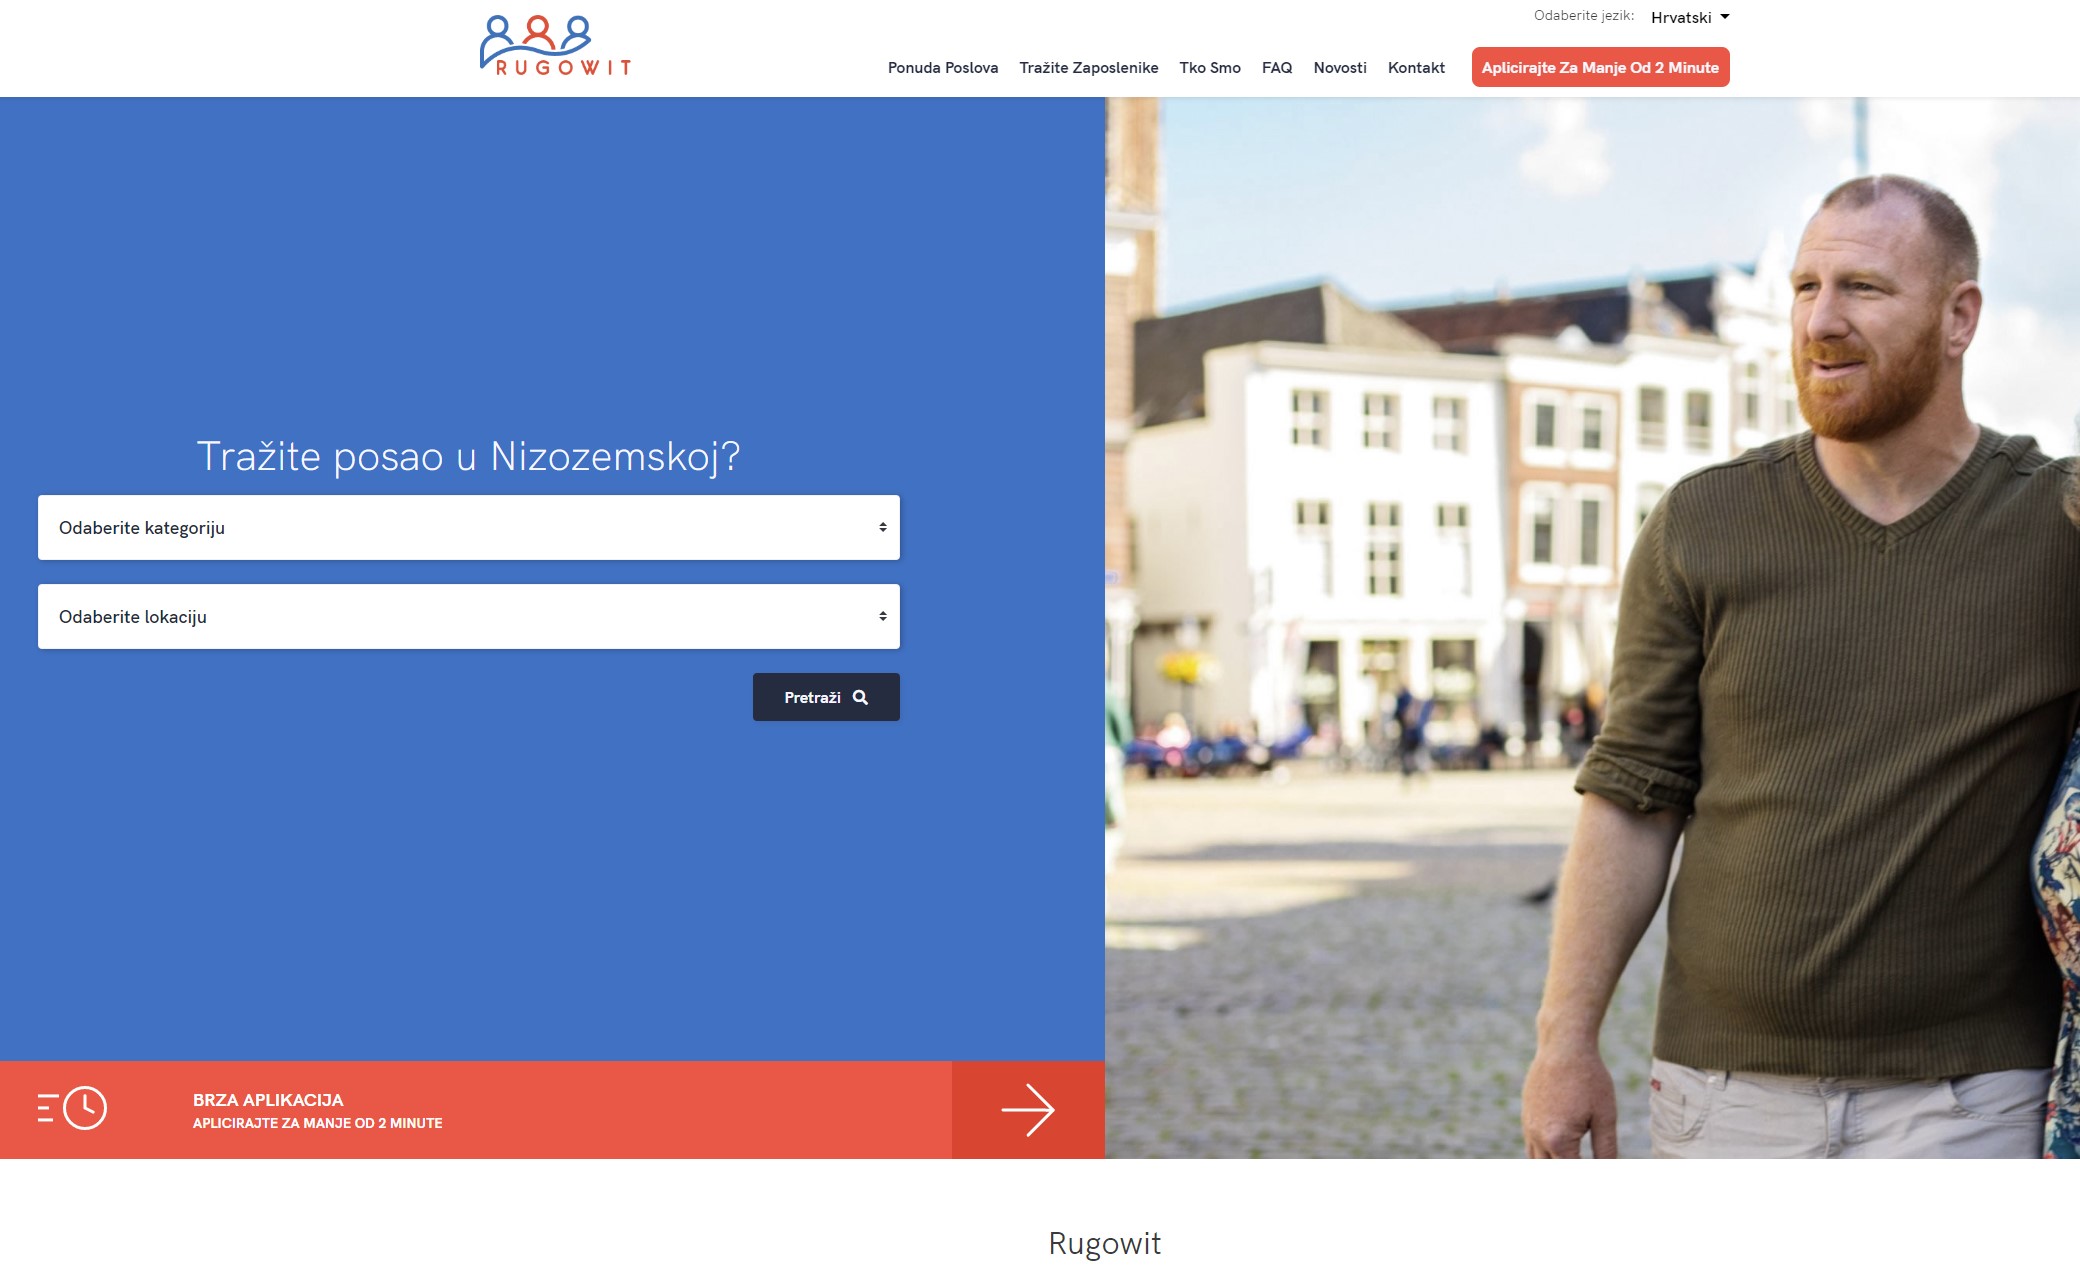 RUGOWIT
Odaberite jezik: Hrvatski
Ponuda Poslova Tražite Zaposlenike Tko Smo FAQ Novosti Kontakt Aplicirajte Za Manje Od 2 Minute
Tražite posao u Nizozemskoj?
Odaberite kategoriju
Odaberite lokaciju
Pretraži
BRZA APLIKACIJA
APLICIRAJTE ZA MANJE OD 2 MINUTE
Rugowit